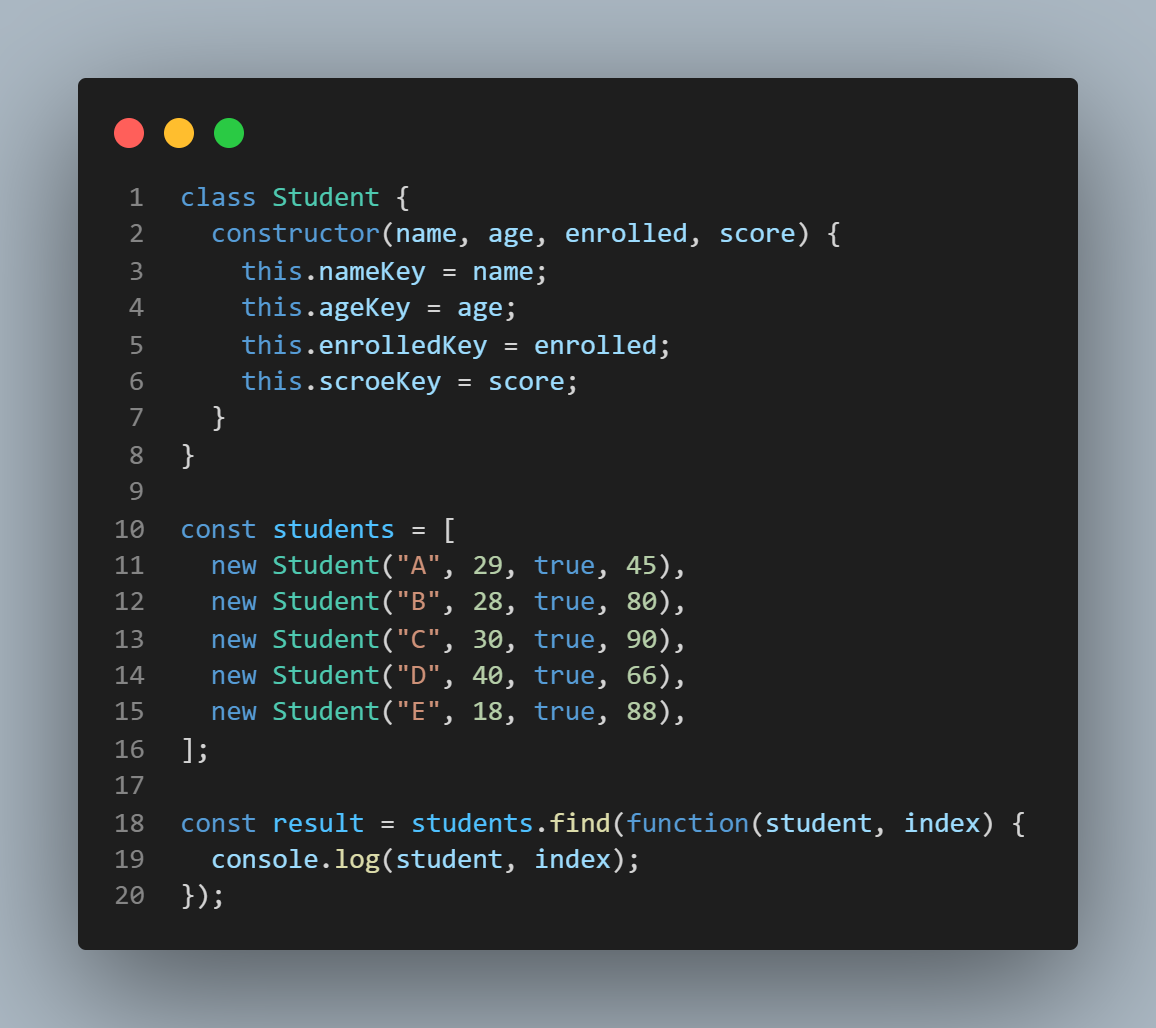 1 class Student {
2   constructor(name, age, enrolled, score) {
3     this.nameKey = name;
4     this.ageKey = age;
5     this.enrolledKey = enrolled;
6     this.scroeKey = score;
7   }
8 }
9
10 const students = [
11   new Student("A", 29, true, 45),
12   new Student("B", 28, true, 80),
13   new Student("C", 30, true, 90),
14   new Student("D", 40, true, 66),
15   new Student("E", 18, true, 88),
16 ];
17
18 const result = students.find(function(student, index) {
19   console.log(student, index);
20 });